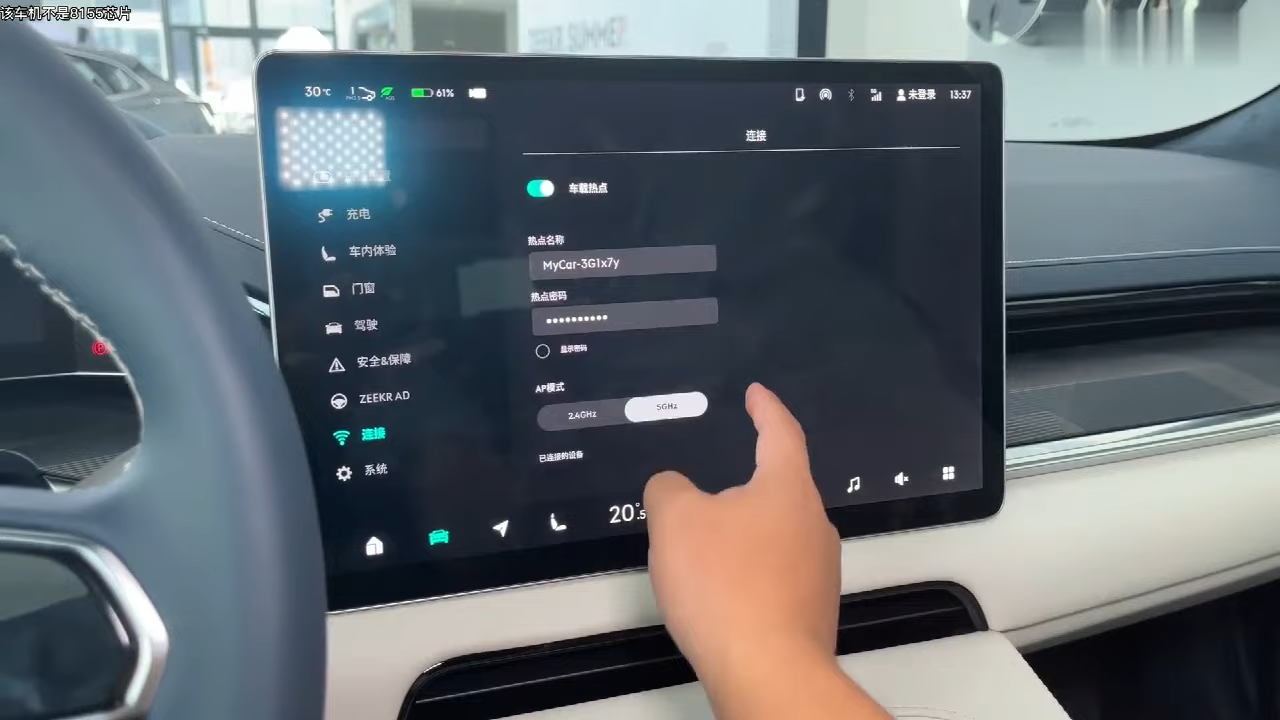 该车机不是8155芯片
30℃
61%
未登录
13:37
连接
车载热点
充电
热点名称
车内体验
MyCar-3G1x7y
门窗
热点密码
••••••••••
驾驶
显示密码
安全&保障
AP模式
ZEEKR AD
2.4GHz
5GHz
连接
已连接的设备
系统
20.5